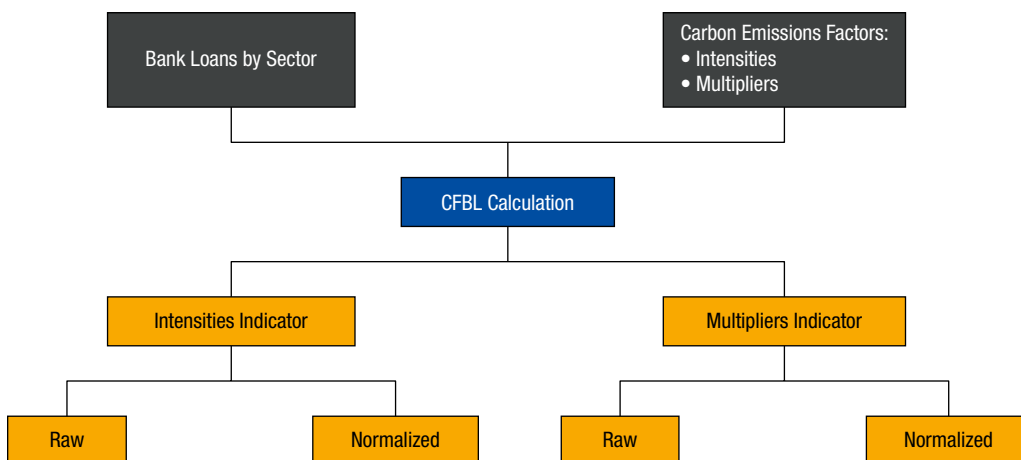 Bank Loans by Sector
Carbon Emissions Factors:
• Intensities
• Multipliers
CFBL Calculation
Intensities Indicator
Multipliers Indicator
Raw
Normalized
Raw
Normalized